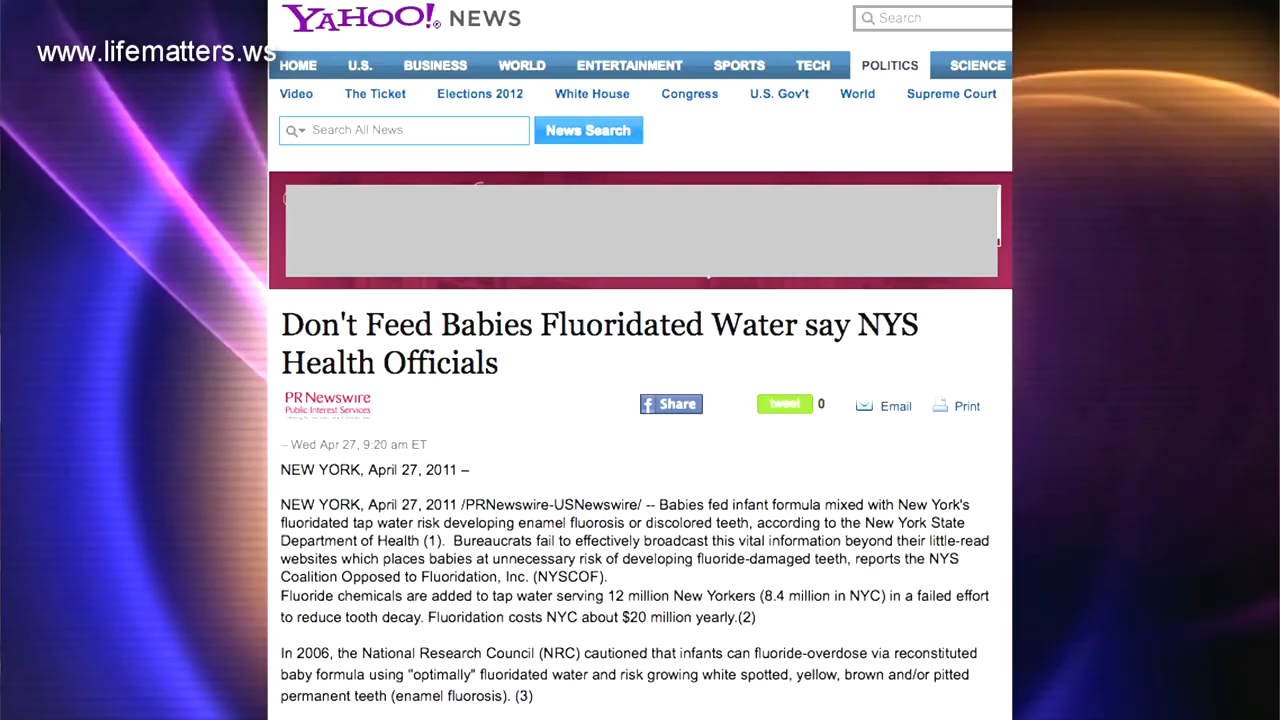 YAHOO! NEWS
Search
www.lifematters.ws
HOME U.S. BUSINESS WORLD ENTERTAINMENT SPORTS TECH POLITICS SCIENCE
Video The Ticket Elections 2012 White House Congress U.S. Gov't World Supreme Court
Search All News News Search
Don't Feed Babies Fluoridated Water say NYS
Health Officials
PR Newswire
Public Interest Services
f Share tweet 0 Email Print
– Wed Apr 27, 9:20 am ET
NEW YORK, April 27, 2011 –
NEW YORK, April 27, 2011 /PRNewswire-USNewswire/ -- Babies fed infant formula mixed with New York's
fluoridated tap water risk developing enamel fluorosis or discolored teeth, according to the New York State
Department of Health (1). Bureaucrats fail to effectively broadcast this vital information beyond their little-read
websites which places babies at unnecessary risk of developing fluoride-damaged teeth, reports the NYS
Coalition Opposed to Fluoridation, Inc. (NYSCOF).
Fluoride chemicals are added to tap water serving 12 million New Yorkers (8.4 million in NYC) in a failed effort
to reduce tooth decay. Fluoridation costs NYC about $20 million yearly.(2)
In 2006, the National Research Council (NRC) cautioned that infants can fluoride-overdose via reconstituted
baby formula using "optimally" fluoridated water and risk growing white spotted, yellow, brown and/or pitted
permanent teeth (enamel fluorosis). (3)